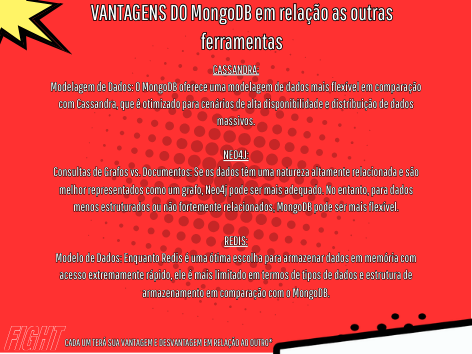 VANTAGENS DO MongoDB em relação as outras
ferramentas
CASSANDRA:
Modelagem de Dados: O MongoDB oferece uma modelagem de dados mais flexível em comparação
com Cassandra, que é otimizado para cenários de alta disponibilidade e distribuição de dados
massivos.
NEO4J:
Consultas de Grafos vs. Documentos: Se os dados têm uma natureza altamente relacionada e são
melhor representados como um grafo, Neo4j pode ser mais adequado. No entanto, para dados
menos estruturados ou não fortemente relacionados, MongoDB pode ser mais flexível.
REDIS:
Modelo de Dados: Enquanto Redis é uma ótima escolha para armazenar dados em memória com
acesso extremamente rápido, ele é mais limitado em termos de tipos de dados e estrutura de
armazenamento em comparação com o MongoDB.
FIGHT
CADA UM TERÁ SUA VANTAGEM E DESVANTAGEM EM RELAÇÃO AO OUTRO*